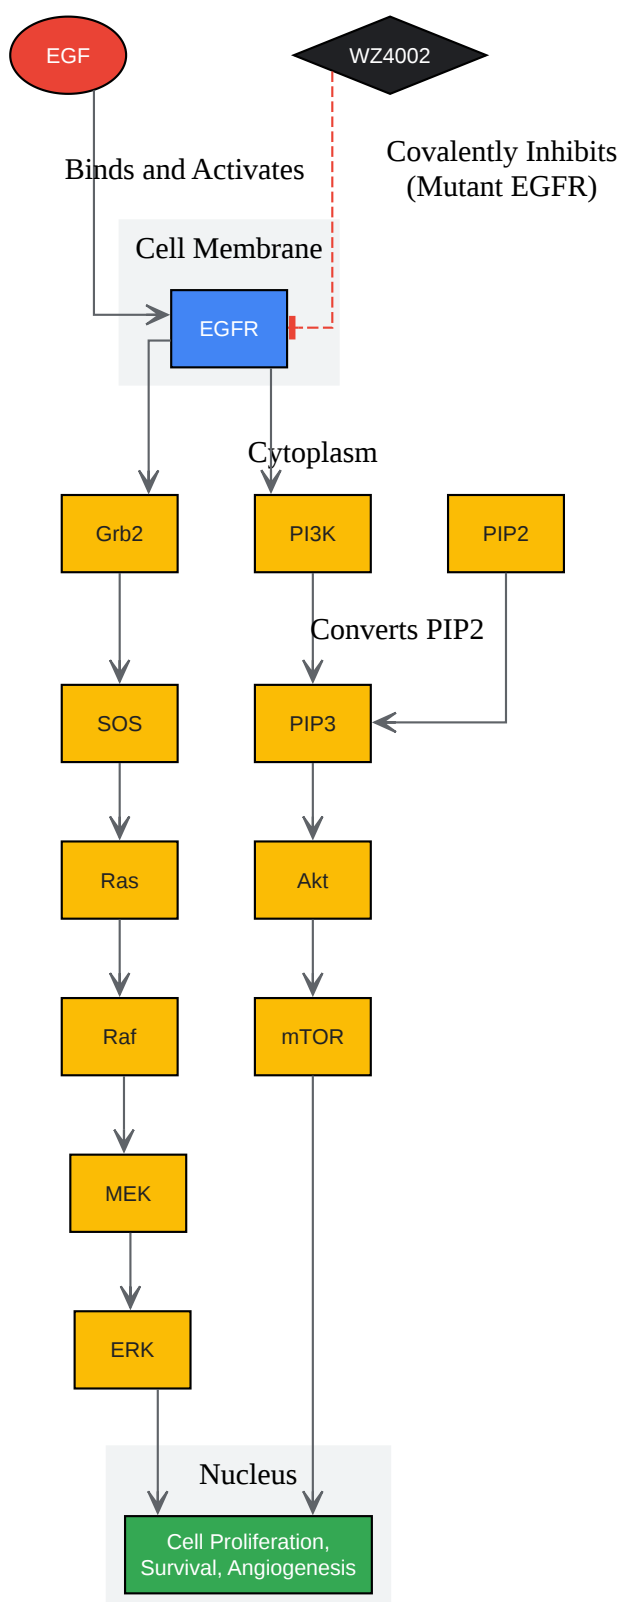 EGF
WZ4002
Binds and Activates
Covalently Inhibits
(Mutant EGFR)
Cell Membrane
EGFR
Cytoplasm
Grb2
PI3K
PIP2
Converts PIP2
SOS
PIP3
Ras
Akt
Raf
mTOR
MEK
ERK
Nucleus
Cell Proliferation,
Survival, Angiogenesis